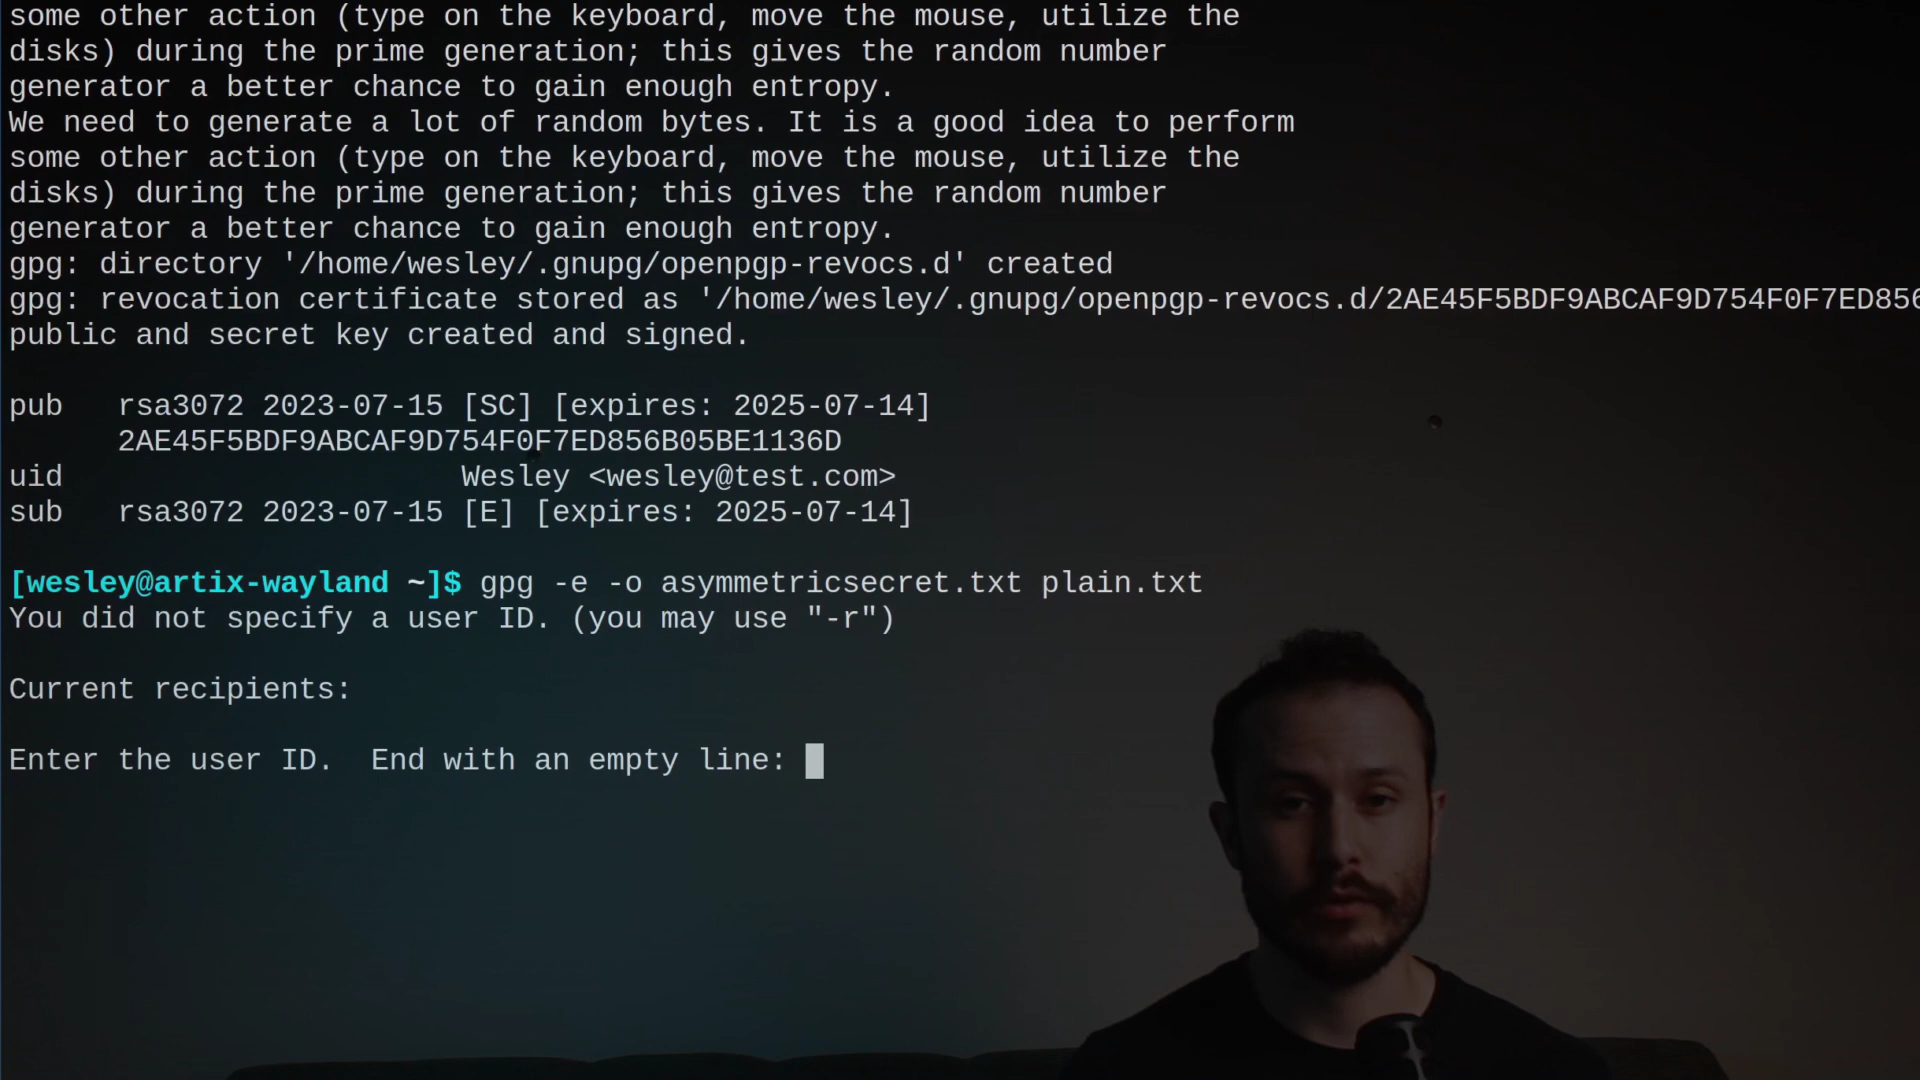 some other action (type on the keyboard, move the mouse, utilize the
disks) during the prime generation; this gives the random number
generator a better chance to gain enough entropy.
We need to generate a lot of random bytes. It is a good idea to perform
some other action (type on the keyboard, move the mouse, utilize the
disks) during the prime generation; this gives the random number
generator a better chance to gain enough entropy.
gpg: directory '/home/wesley/.gnupg/openpgp-revocs.d' created
gpg: revocation certificate stored as '/home/wesley/.gnupg/openpgp-revocs.d/2AE45F5BDF9ABCAF9D754F0F7ED856
public and secret key created and signed.
pub   rsa3072 2023-07-15 [SC] [expires: 2025-07-14]
      2AE45F5BDF9ABCAF9D754F0F7ED856B05BE1136D
uid                      Wesley <wesley@test.com>
sub   rsa3072 2023-07-15 [E] [expires: 2025-07-14]
[wesley@artix-wayland ~]$ gpg -e -o asymmetricsecret.txt plain.txt
You did not specify a user ID. (you may use "-r")
Current recipients:
Enter the user ID.  End with an empty line: